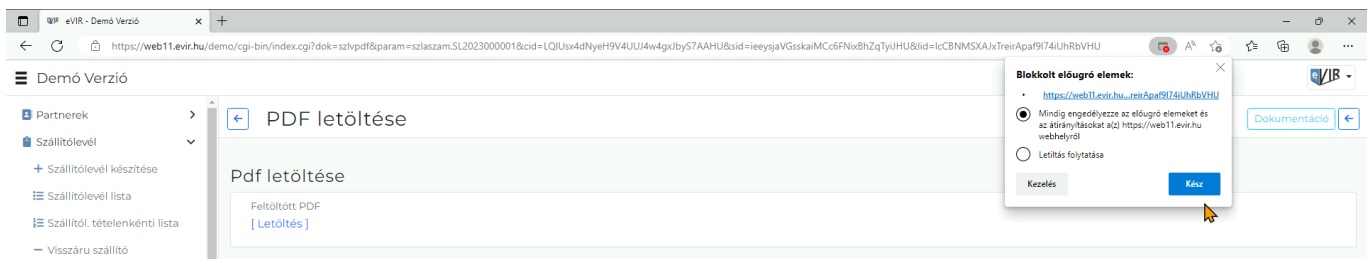 eVIR - Demó Verzió
https://web11.evir.hu/demo/cgi-bin/index.cgi?dok=szlvpdf&param=szlaszam.SL2023000001&cid=LQIUsx4dNyeH9V4UUJ4w4gxJbyS7AAHU&sid=ieeysjaVGsskaiMCc6FNixBhZqTyiJHU&lid=IcCBNMSXAJxTreirApaf9I74iUhRbVHU
Demó Verzió
eVIR
Partnerek
Szállítólevél
+ Szállítólevél készítése
Szállítólevél lista
Szállítól. tételenkénti lista
Visszáru szállító
PDF letöltése
Dokumentáció
Pdf letöltése
Feltöltött PDF
[ Letöltés ]
Blokkolt előugró elemek:
• https://web11.evir.hu...reirApaf9I74iUhRbVHU
Mindig engedélyezze az előugró elemeket és
az átirányításokat a(z) https://web11.evir.hu
webhelyről
Letiltás folytatása
Kezelés
Kész